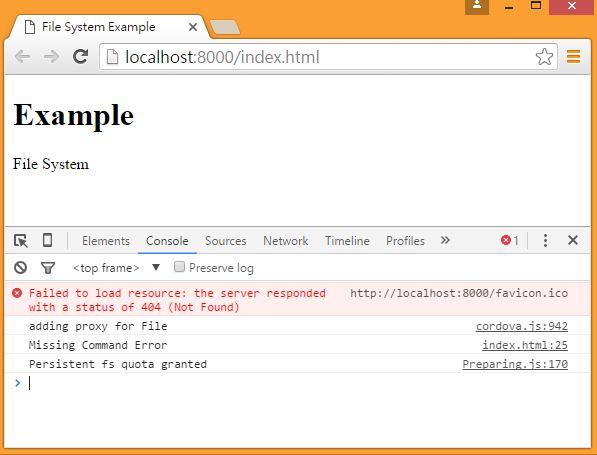 File System Example
localhost:8000/index.html
Example
File System
Elements Console Sources Network Timeline Profiles » 1
<top frame> ▼ Preserve log
Failed to load resource: the server responded http://localhost:8000/favicon.ico
with a status of 404 (Not Found)
adding proxy for File cordova.js:942
Missing Command Error index.html:25
Persistent fs quota granted Preparing.js:170